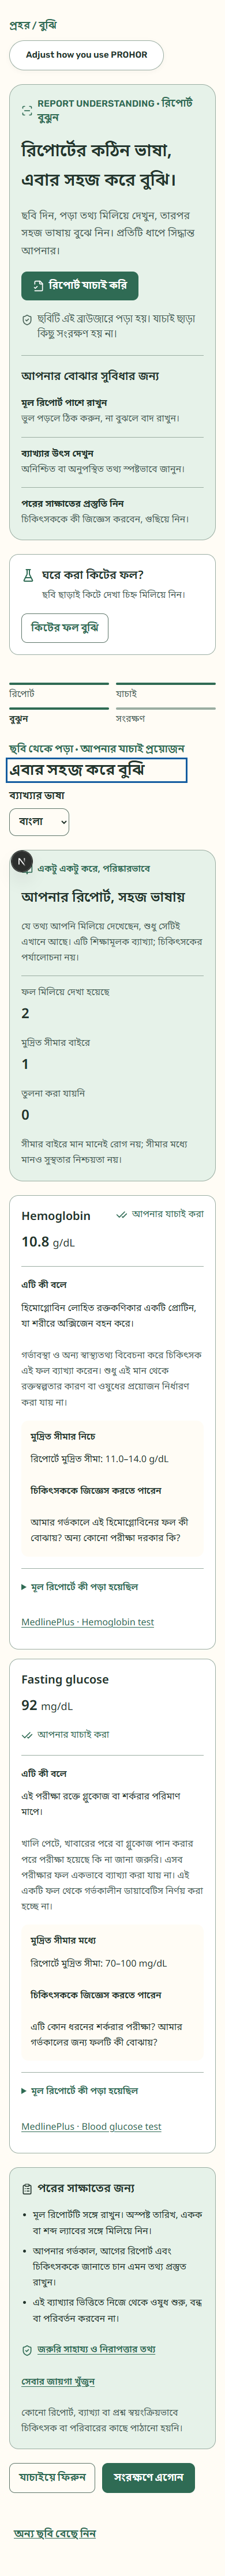 প্রহর / বুঝি
Adjust how you use PROHOR
REPORT UNDERSTANDING · রিপোর্ট
বুঝুন
রিপোর্টের কঠিন ভাষা,
এবার সহজ করে বুঝি।
ছবি দিন, পড়া তথ্য মিলিয়ে দেখুন, তারপর
সহজ ভাষায় বুঝে নিন। প্রতিটি ধাপে সিদ্ধান্ত
আপনার।
রিপোর্ট যাচাই করি
ছবিটি এই ব্রাউজারে পড়া হয়। যাচাই ছাড়া
কিছু সংরক্ষণ হয় না।
আপনার বোঝার সুবিধার জন্য
মূল রিপোর্ট পাশে রাখুন
ভুল পড়লে ঠিক করুন, না বুঝলে বাদ রাখুন।
ব্যাখ্যার উৎস দেখুন
অনিশ্চিত বা অনুপস্থিত তথ্য স্পষ্টভাবে জানুন।
পরের সাক্ষাতের প্রস্তুতি নিন
চিকিৎসককে কী জিজ্ঞেস করবেন, গুছিয়ে নিন।
ঘরে করা কিটের ফল?
ছবি ছাড়াই কিটে দেখা চিহ্ন মিলিয়ে নিন।
কিটের ফল বুঝি
রিপোর্ট
যাচাই
বুঝুন
সংরক্ষণ
ছবি থেকে পড়া · আপনার যাচাই প্রয়োজন
এবার সহজ করে বুঝি
ব্যাখ্যার ভাষা
বাংলা
N
একটু একটু করে, পরিষ্কারভাবে
আপনার রিপোর্ট, সহজ ভাষায়
যে তথ্য আপনি মিলিয়ে দেখেছেন, শুধু সেটিই
এখানে আছে। এটি শিক্ষামূলক ব্যাখ্যা; চিকিৎসকের
পর্যালোচনা নয়।
ফল মিলিয়ে দেখা হয়েছে
2
মুদ্রিত সীমার বাইরে
1
তুলনা করা যায়নি
0
সীমার বাইরে মান মানেই রোগ নয়; সীমার মধ্যে
মানও সুস্থতার নিশ্চয়তা নয়।
Hemoglobin
আপনার যাচাই করা
10.8 g/dL
এটি কী বলে
হিমোগ্লোবিন লোহিত রক্তকণিকার একটি প্রোটিন,
যা শরীরে অক্সিজেন বহন করে।
গর্ভাবস্থা ও অন্য স্বাস্থ্যতথ্য বিবেচনা করে চিকিৎসক
এই ফল ব্যাখ্যা করেন। শুধু এই মান থেকে
রক্তস্বল্পতার কারণ বা ওষুধের প্রয়োজন নির্ধারণ
করা যায় না।
মুদ্রিত সীমার নিচে
রিপোর্টে মুদ্রিত সীমা: 11.0–14.0 g/dL
চিকিৎসককে জিজ্ঞেস করতে পারেন
আমার গর্ভকালে এই হিমোগ্লোবিনের ফল কী
বোঝায়? অন্য কোনো পরীক্ষা দরকার কি?
মূল রিপোর্টে কী পড়া হয়েছিল
MedlinePlus · Hemoglobin test
Fasting glucose
92 mg/dL
আপনার যাচাই করা
এটি কী বলে
এই পরীক্ষা রক্তে গ্লুকোজ বা শর্করার পরিমাণ
মাপে।
খালি পেটে, খাবারের পরে বা গ্লুকোজ পান করার
পরে পরীক্ষা হয়েছে কি না জানা জরুরি। এসব
পরীক্ষার ফল একভাবে ব্যাখ্যা করা যায় না। এই
একটি ফল থেকে গর্ভকালীন ডায়াবেটিস নির্ণয় করা
হচ্ছে না।
মুদ্রিত সীমার মধ্যে
রিপোর্টে মুদ্রিত সীমা: 70–100 mg/dL
চিকিৎসককে জিজ্ঞেস করতে পারেন
এটি কোন ধরনের শর্করার পরীক্ষা? আমার
গর্ভকালের জন্য ফলটি কী বোঝায়?
মূল রিপোর্টে কী পড়া হয়েছিল
MedlinePlus · Blood glucose test
পরের সাক্ষাতের জন্য
• মূল রিপোর্টটি সঙ্গে রাখুন। অস্পষ্ট তারিখ, একক
বা শব্দ ল্যাবের সঙ্গে মিলিয়ে নিন।
• আপনার গর্ভকাল, আগের রিপোর্ট এবং
চিকিৎসককে জানাতে চান এমন তথ্য প্রস্তুত
রাখুন।
• এই ব্যাখ্যার ভিত্তিতে নিজে থেকে ওষুধ শুরু, বন্ধ
বা পরিবর্তন করবেন না।
জরুরি সাহায্য ও নিরাপত্তার তথ্য
সেবার জায়গা খুঁজুন
কোনো রিপোর্ট, ব্যাখ্যা বা প্রশ্ন স্বয়ংক্রিয়ভাবে
চিকিৎসক বা পরিবারের কাছে পাঠানো হয়নি।
যাচাইয়ে ফিরুন
সংরক্ষণে এগোন
অন্য ছবি বেছে নিন